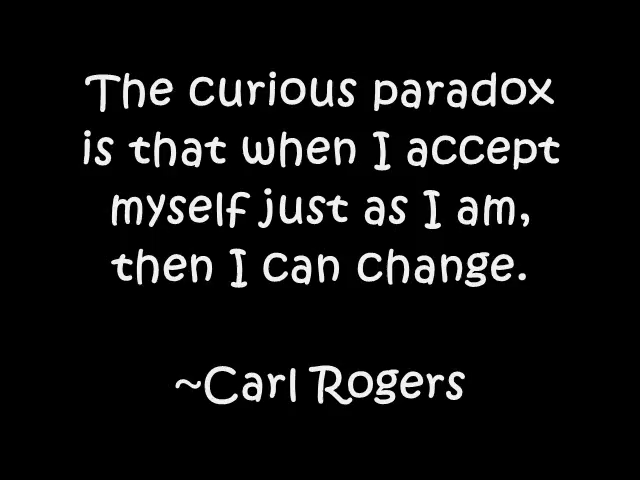 The curious paradox
is that when I accept
myself just as I am,
then I can change.
~Carl Rogers